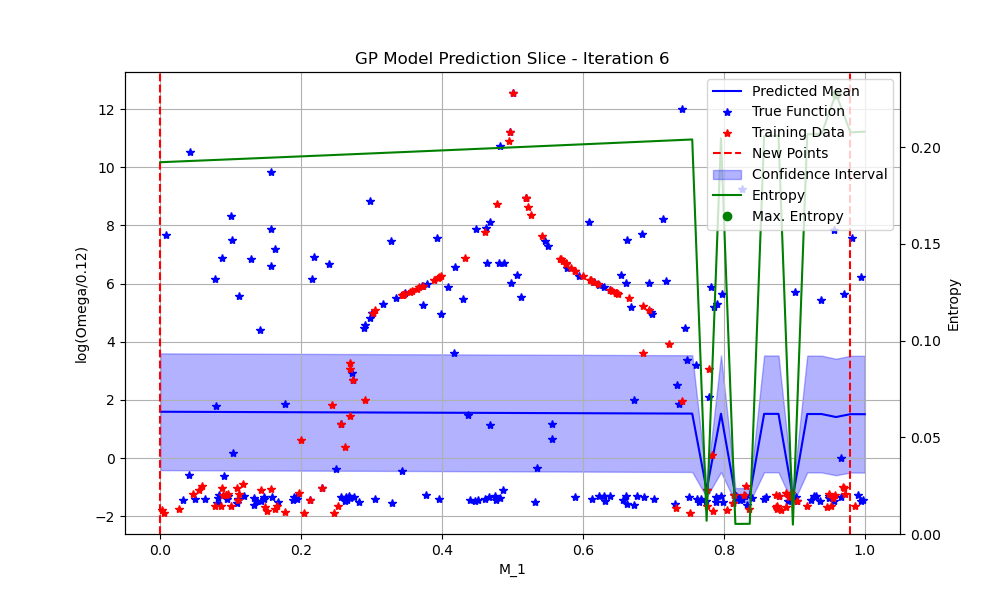 GP Model Prediction Slice - Iteration 6
log(Omega/0.12)
12
10
8
6
4
2
0
−2
0.0
0.2
0.4
0.6
0.8
1.0
M_1
0.20
0.15
0.10
0.05
0.00
Entropy
Predicted Mean
True Function
Training Data
New Points
Confidence Interval
Entropy
Max. Entropy